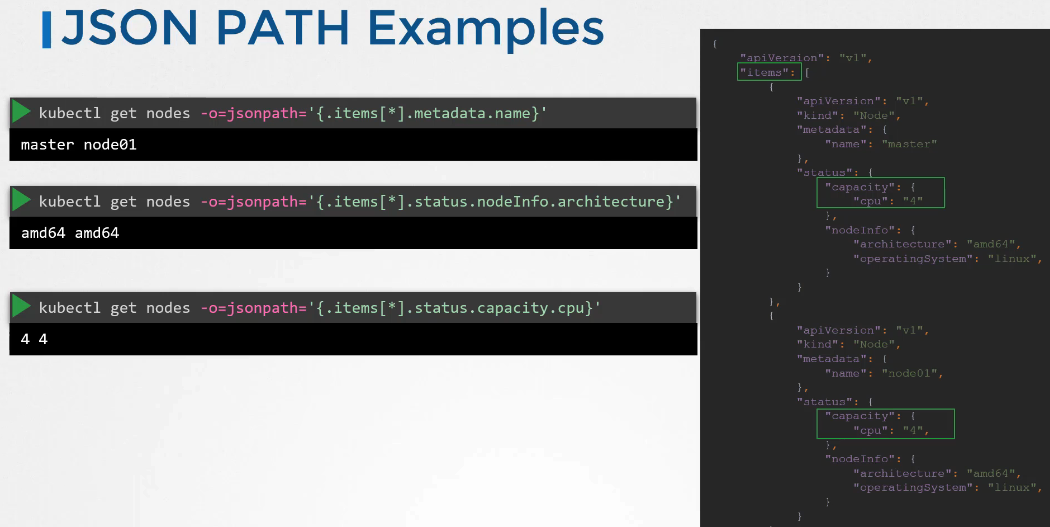 JSON PATH Examples
kubectl get nodes -o=jsonpath='{.items[*].metadata.name}'
master node01
kubectl get nodes -o=jsonpath='{.items[*].status.nodeInfo.architecture}'
amd64 amd64
kubectl get nodes -o=jsonpath='{.items[*].status.capacity.cpu}'
4 4
{
"apiVersion": "v1",
"items": [
{
"apiVersion": "v1",
"kind": "Node",
"metadata": {
"name": "master"
},
"status": {
"capacity": {
"cpu": "4"
},
"nodeInfo": {
"architecture": "amd64",
"operatingSystem": "linux",
}
}
},
{
"apiVersion": "v1",
"kind": "Node",
"metadata": {
"name": "node01",
},
"status": {
"capacity": {
"cpu": "4",
},
"nodeInfo": {
"architecture": "amd64",
"operatingSystem": "linux",
}
}